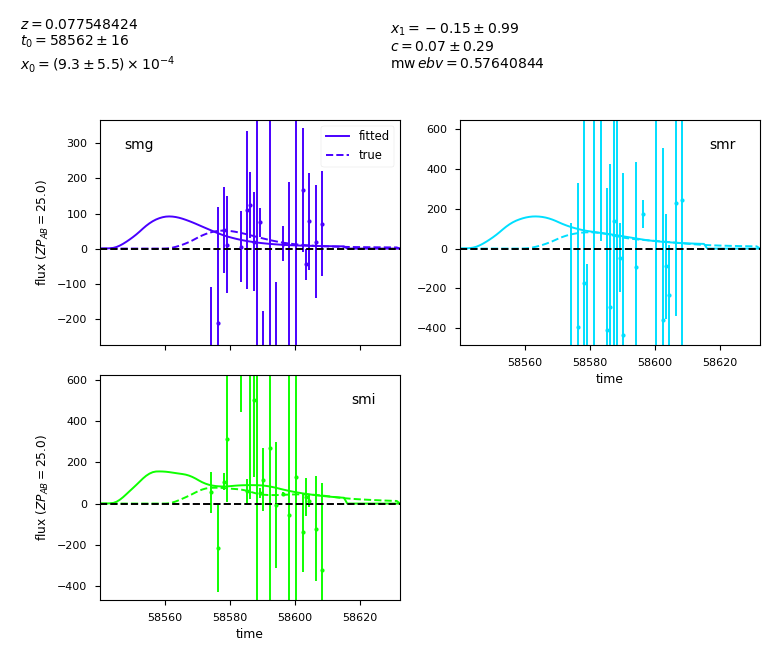 z = 0.077548424
t₀ = 58562 ± 16
x₀ = (9.3 ± 5.5) × 10⁻⁴
x₁ = −0.15 ± 0.99
c = 0.07 ± 0.29
mw ebv = 0.57640844
smg
fitted
true
300
200
100
0
−100
−200
flux (ZP_AB = 25.0)
smr
600
400
200
0
−200
−400
58560 58580 58600 58620
time
smi
600
400
200
0
−200
−400
flux (ZP_AB = 25.0)
58560 58580 58600 58620
time